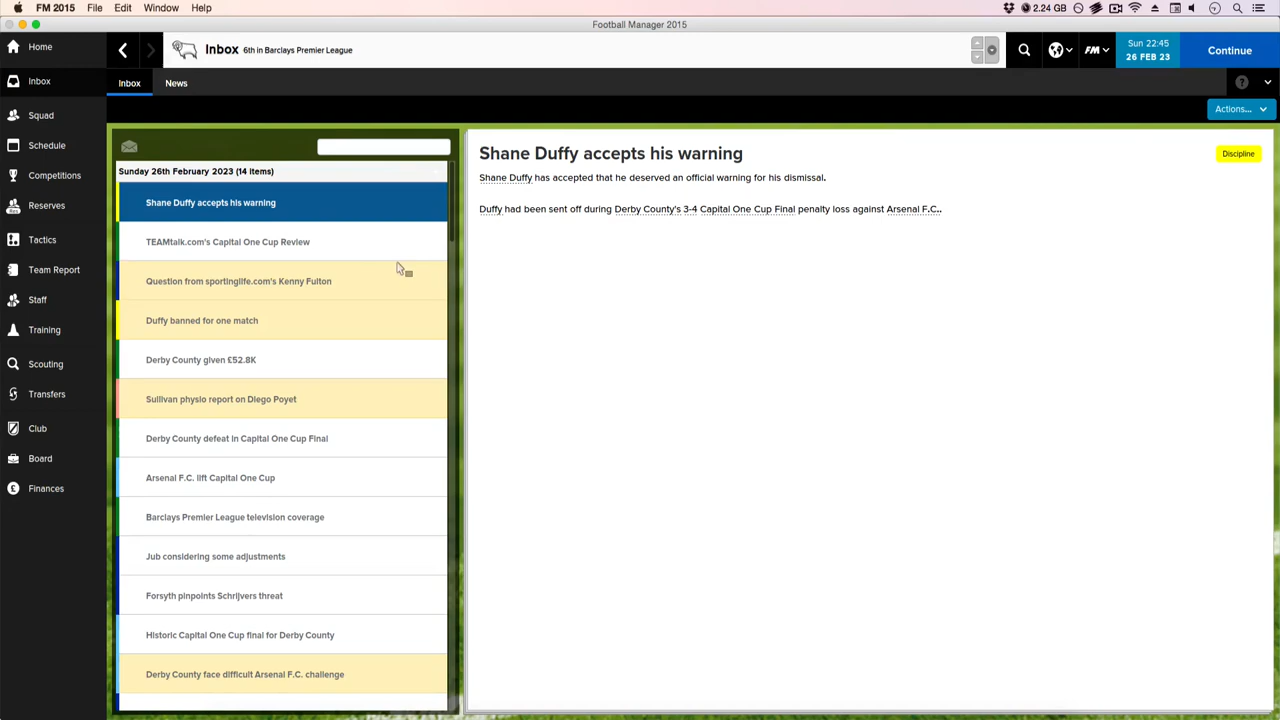 FM 2015 File Edit Window Help 2.24 GB
Football Manager 2015
Home
Inbox 6th in Barclays Premier League
FM
Sun 22:45
26 FEB 23
Continue
Inbox
Inbox News
Actions...
Squad
Schedule
Competitions
Reserves
Res
Tactics
Team Report
Staff
Training
Scouting
Transfers
Club
Board
Finances
Sunday 26th February 2023 (14 items)
Shane Duffy accepts his warning
TEAMtalk.com's Capital One Cup Review
Question from sportinglife.com's Kenny Fulton
Duffy banned for one match
Derby County given £52.8K
Sullivan physio report on Diego Poyet
Derby County defeat in Capital One Cup Final
Arsenal F.C. lift Capital One Cup
Barclays Premier League television coverage
Jub considering some adjustments
Forsyth pinpoints Schrijvers threat
Historic Capital One Cup final for Derby County
Derby County face difficult Arsenal F.C. challenge
Shane Duffy accepts his warning
Discipline
Shane Duffy has accepted that he deserved an official warning for his dismissal.
Duffy had been sent off during Derby County's 3-4 Capital One Cup Final penalty loss against Arsenal F.C..